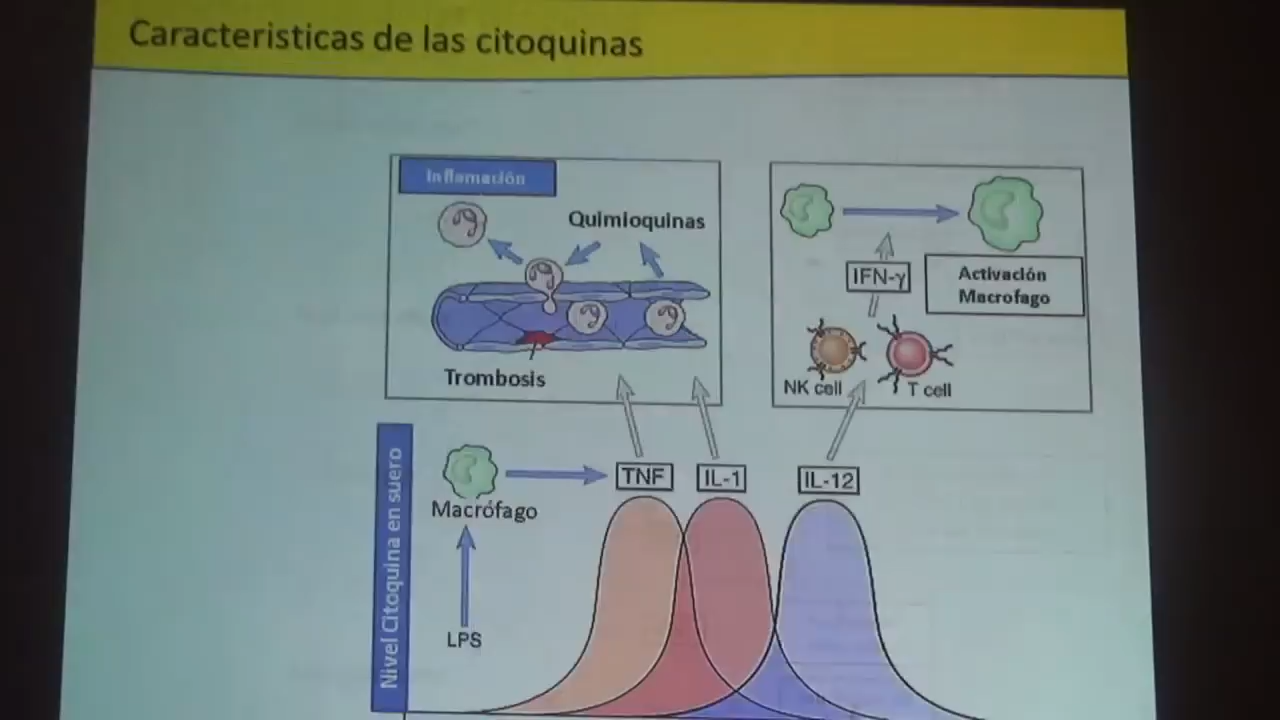 Caracteristicas de las citoquinas
Inflamación
Quimioquinas
Trombosis
IFN-γ
Activación
Macrofago
NK cell
T cell
Nivel Citoquina en suero
Macrófago
LPS
TNF
IL-1
IL-12